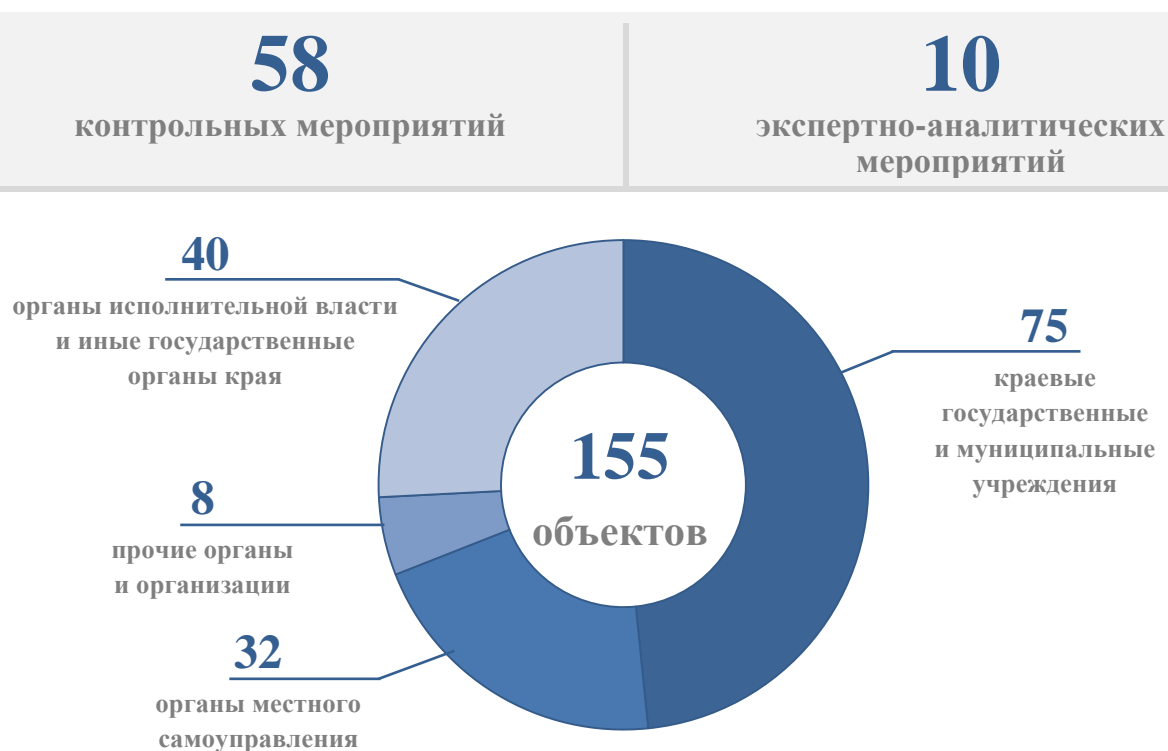 58
контрольных мероприятий
10
экспертно-аналитических
мероприятий
40
органы исполнительной власти
и иные государственные
органы края
75
краевые
государственные
и муниципальные
учреждения
155
объектов
8
прочие органы
и организации
32
органы местного
самоуправления